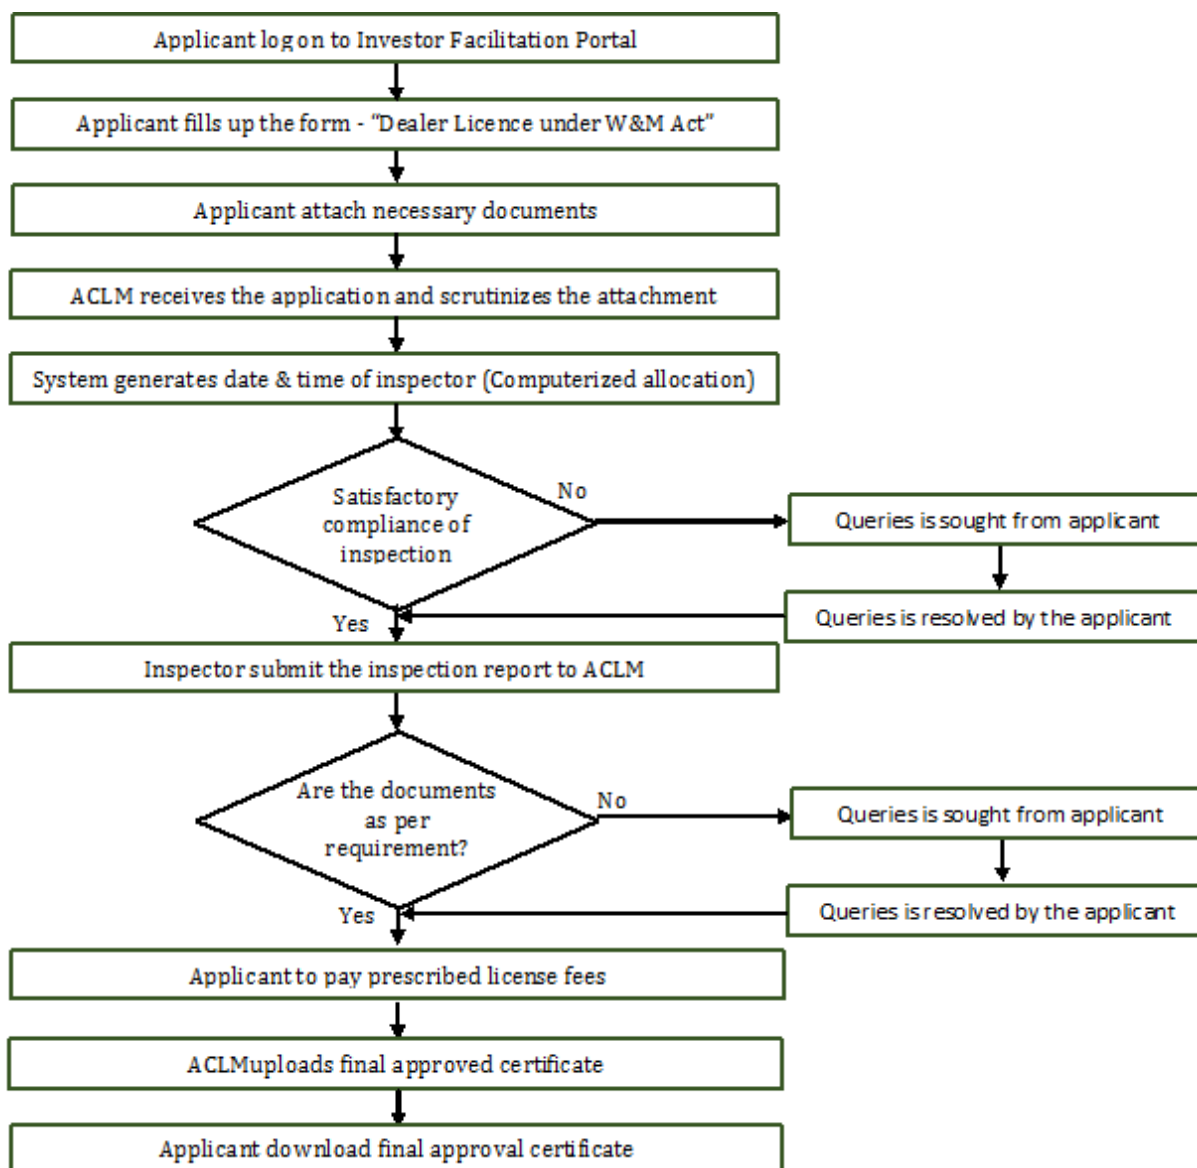 Applicant log on to Investor Facilitation Portal
Applicant fills up the form - “Dealer Licence under W&M Act”
Applicant attach necessary documents
ACLM receives the application and scrutinizes the attachment
System generates date & time of inspector (Computerized allocation)
Satisfactory
compliance of
inspection
No
Queries is sought from applicant
Queries is resolved by the applicant
Yes
Inspector submit the inspection report to ACLM
Are the documents
as per
requirement?
No
Queries is sought from applicant
Queries is resolved by the applicant
Yes
Applicant to pay prescribed license fees
ACLMuploads final approved certificate
Applicant download final approval certificate